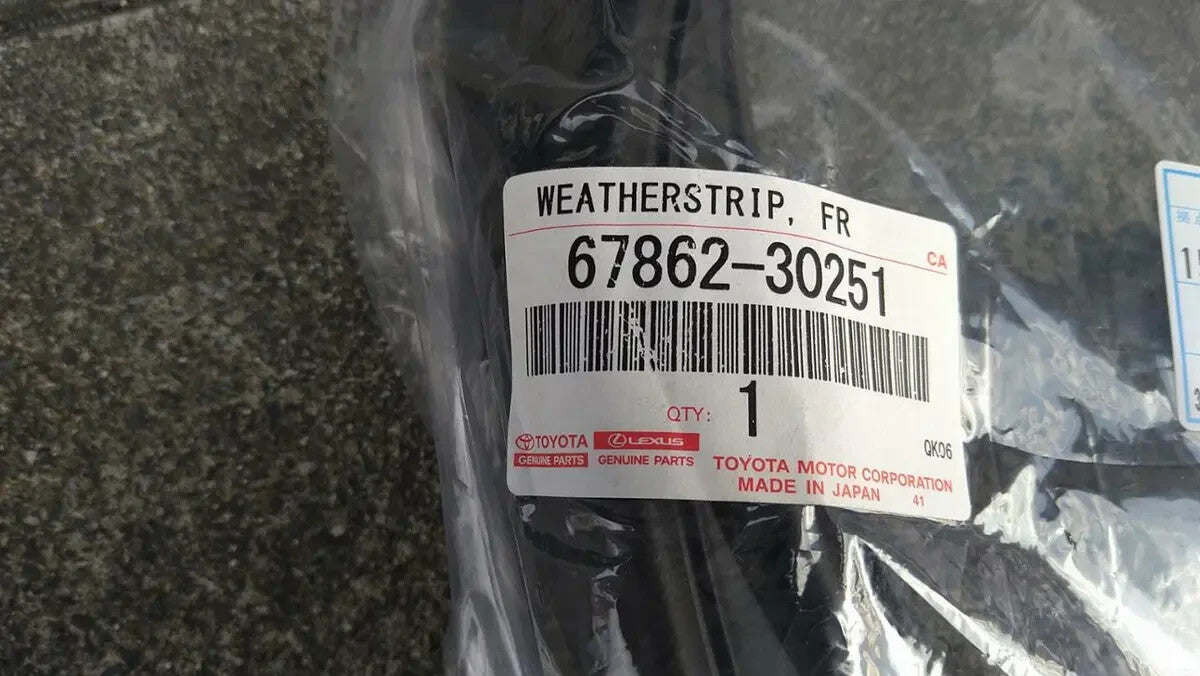 WEATHERSTRIP, FR
CA
67862-30251
QTY: 1
QK06
TOYOTA
GENUINE PARTS
LEXUS
GENUINE PARTS
TOYOTA MOTOR CORPORATION
MADE IN JAPAN 41